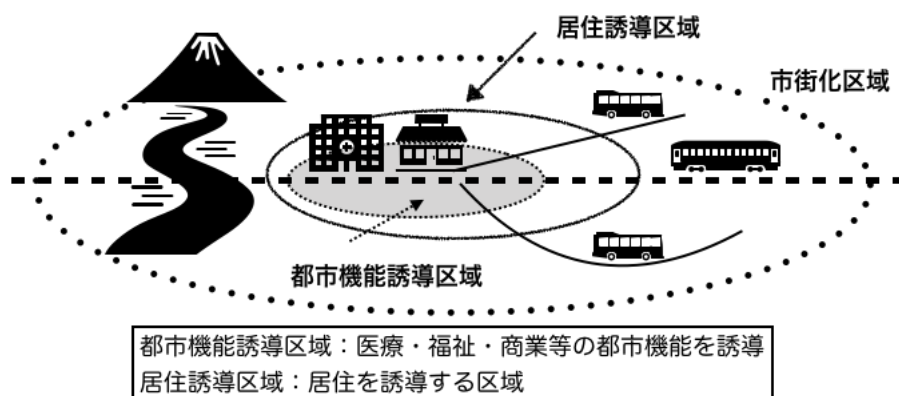 居住誘導区域
市街化区域
都市機能誘導区域
都市機能誘導区域：医療・福祉・商業等の都市機能を誘導
居住誘導区域：居住を誘導する区域